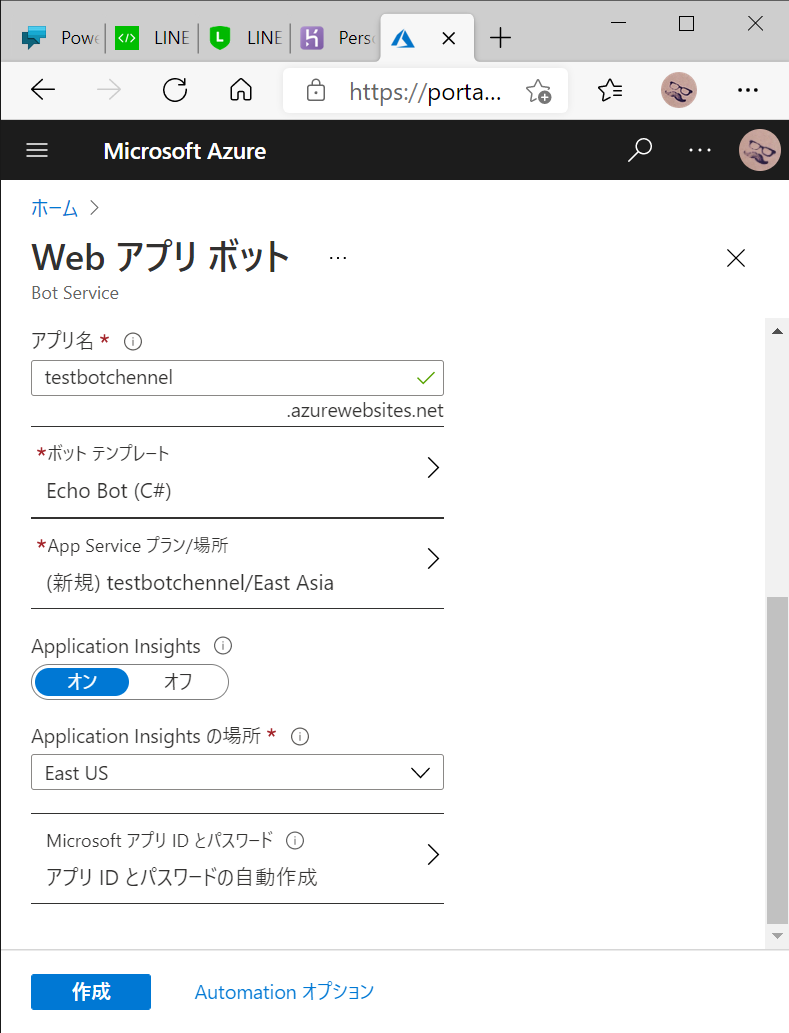 Powe
LINE
LINE
Pers
https://porta...
Microsoft Azure
ホーム
Web アプリ ボット
Bot Service
アプリ名 *
testbotchennel
.azurewebsites.net
*ボット テンプレート
Echo Bot (C#)
*App Service プラン/場所
(新規) testbotchennel/East Asia
Application Insights
オン オフ
Application Insights の場所 *
East US
Microsoft アプリ ID とパスワード
アプリ ID とパスワードの自動作成
作成 Automation オプション